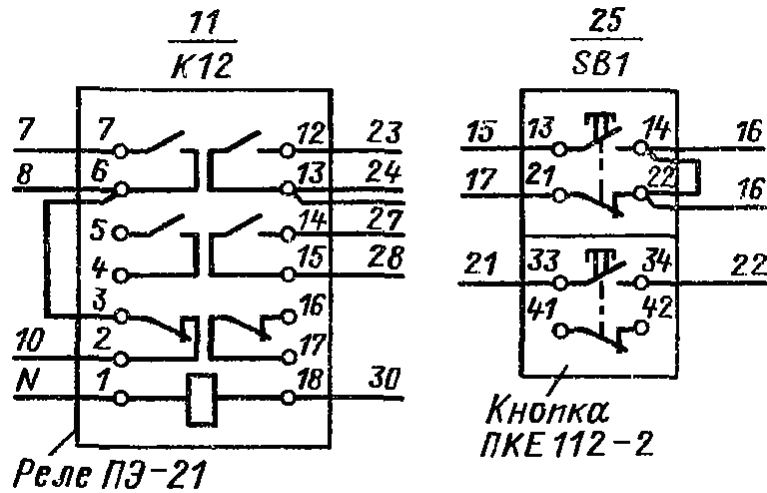 11
K12
7 7 12 23
8 6 13 24
5 14 27
4 15 28
3 16
10 2 17
N 1 18 30
Реле ПЭ-21
25
SB1
15 13 14 16
17 21 22 16
21 33 34 22
41 42
Кнопка
ПКЕ 112-2